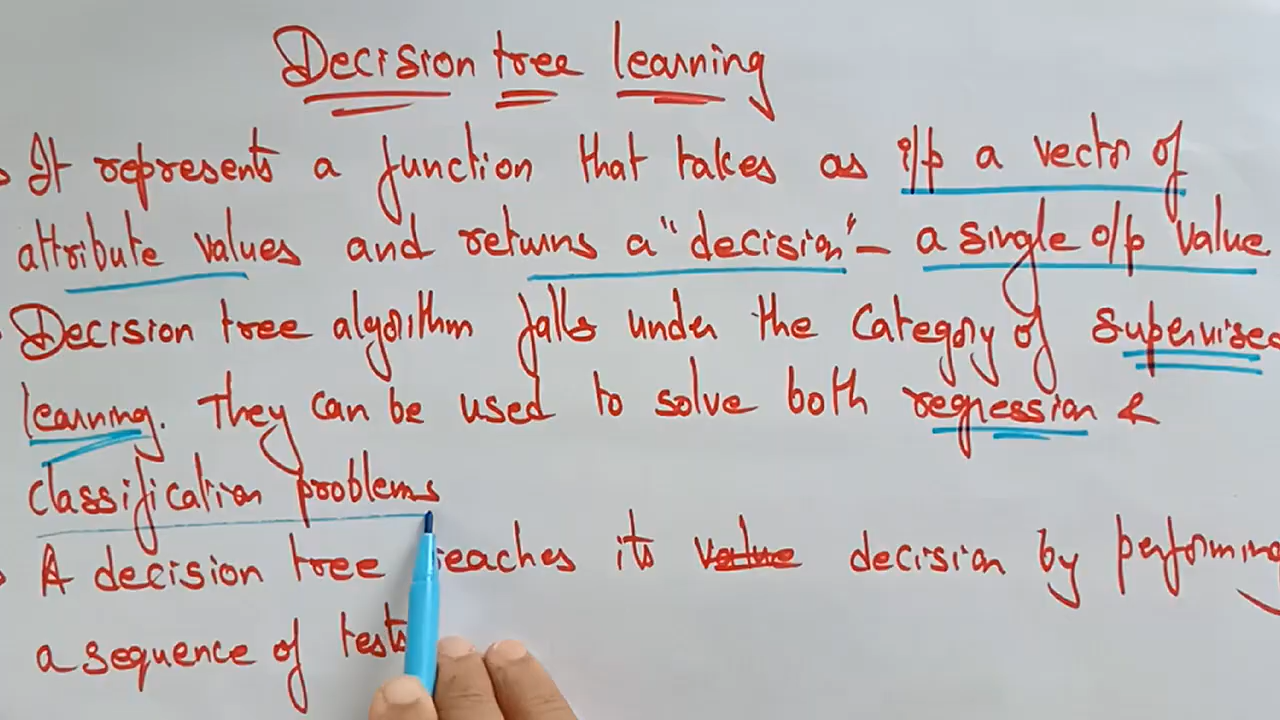 Decision tree learning
It represents a function that takes as i/p a vector of
attribute values and returns a "decision" - a single o/p value
Decision tree algorithm falls under the category of supervised
learning. They can be used to solve both regression &
classification problems
A decision tree reaches its value decision by performing
a sequence of tests